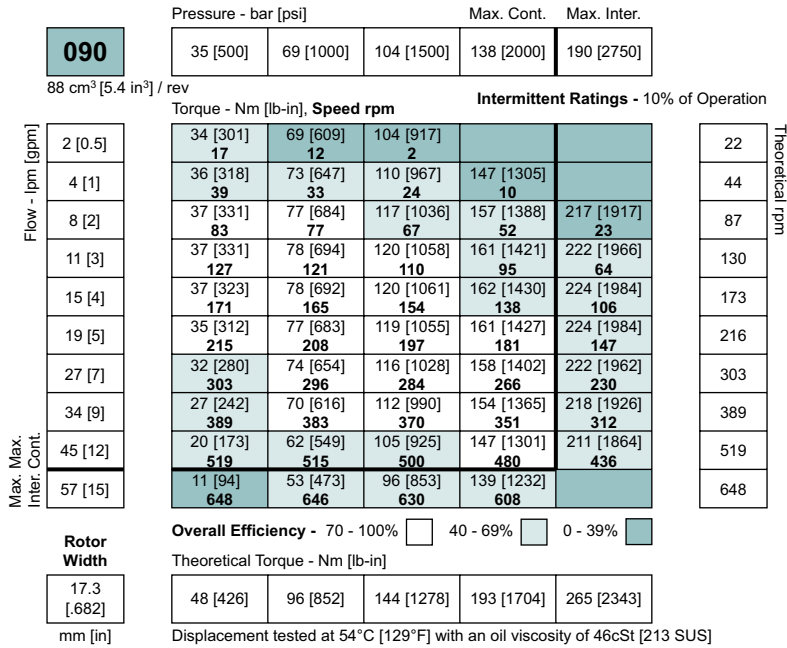 Pressure - bar [psi] Max. Cont. Max. Inter.
090 35 [500] 69 [1000] 104 [1500] 138 [2000] 190 [2750]
88 cm³ [5.4 in³] / rev
Intermittent Ratings - 10% of Operation
Torque - Nm [lb-in], Speed rpm
Flow - lpm [gpm]
Theoretical rpm
2 [0.5] 34 [301] 69 [609] 104 [917] 22
17 12 2
4 [1] 36 [318] 73 [647] 110 [967] 147 [1305] 44
39 33 24 10
8 [2] 37 [331] 77 [684] 117 [1036] 157 [1388] 217 [1917] 87
83 77 67 52 23
11 [3] 37 [331] 78 [694] 120 [1058] 161 [1421] 222 [1966] 130
127 121 110 95 64
15 [4] 37 [323] 78 [692] 120 [1061] 162 [1430] 224 [1984] 173
171 165 154 138 106
19 [5] 35 [312] 77 [683] 119 [1055] 161 [1427] 224 [1984] 216
215 208 197 181 147
27 [7] 32 [280] 74 [654] 116 [1028] 158 [1402] 222 [1962] 303
303 296 284 266 230
34 [9] 27 [242] 70 [616] 112 [990] 154 [1365] 218 [1926] 389
389 383 370 351 312
45 [12] 20 [173] 62 [549] 105 [925] 147 [1301] 211 [1864] 519
519 515 500 480 436
57 [15] 11 [94] 53 [473] 96 [853] 139 [1232] 648
648 646 630 608
Max. Max.
Inter. Cont.
Overall Efficiency - 70 - 100% 40 - 69% 0 - 39%
Rotor
Width
Theoretical Torque - Nm [lb-in]
17.3
[.682]
48 [426] 96 [852] 144 [1278] 193 [1704] 265 [2343]
mm [in]
Displacement tested at 54°C [129°F] with an oil viscosity of 46cSt [213 SUS]